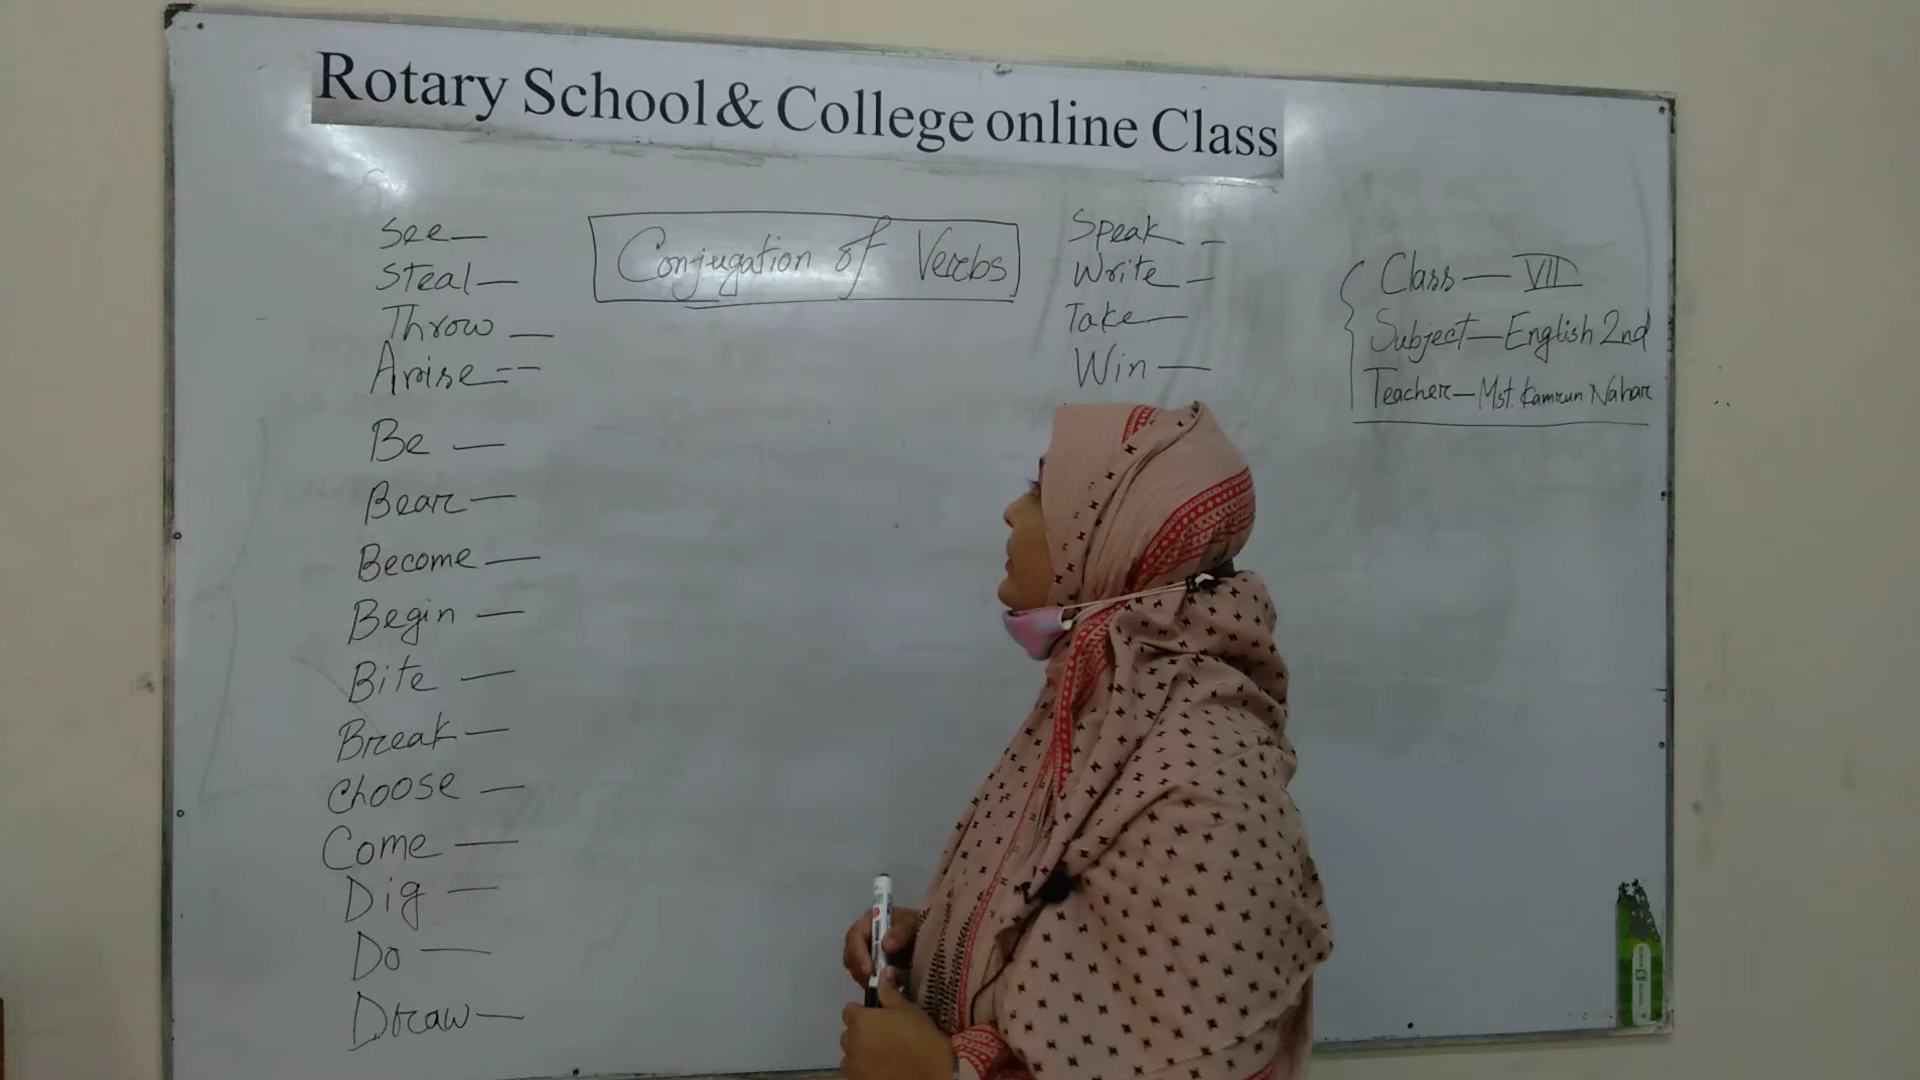 Rotary School & College online Class
Conjugation of Verbs
See—
Steal—
Throw —
Arise--
Be —
Bear —
Become —
Begin —
Bite —
Break —
Choose —
Come —
Dig —
Do —
Draw—
Speak -
Write -
Take—
Win —
Class — VII
Subject—English 2nd
Teacher—Mst. Kamrun Nahar